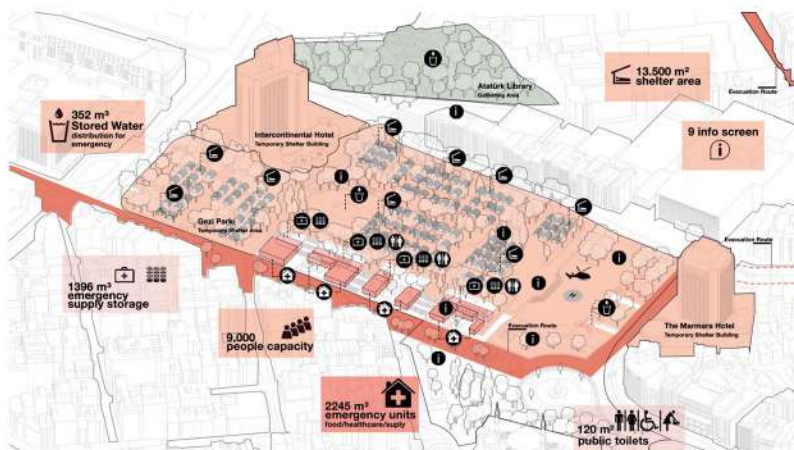 13.500 m²
shelter area
Evacuation Route
Atatürk Library
Gathering Area
352 m³
Stored Water
distribution for
emergency
Intercontinental Hotel
Temporary Shelter Building
9 info screen
Gezi Parkı
Temporary Shelter Area
Evacuation Route
1396 m³
emergency
supply storage
H
The Marmara Hotel
Temporary Shelter Building
Evacuation Route
9.000
people capacity
2245 m²
emergency units
food/healthcare/suply
120 m²
public toilets